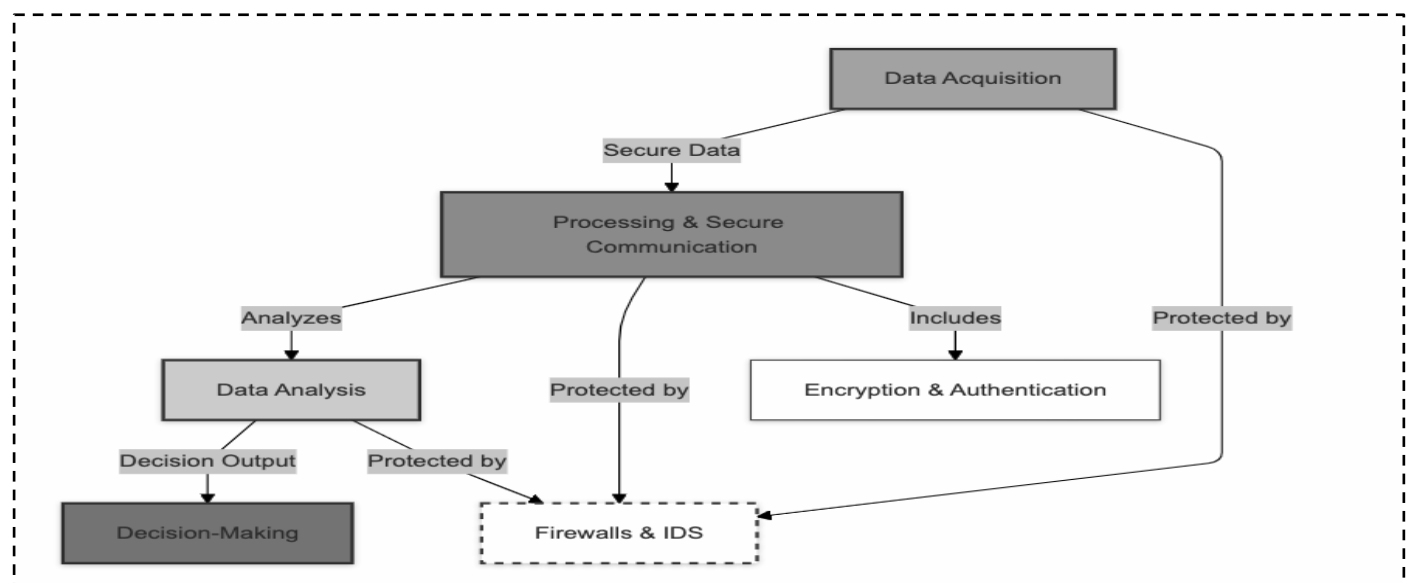 Data Acquisition
Secure Data
Processing & Secure
Communication
Analyzes
Includes
Protected by
Data Analysis
Protected by
Encryption & Authentication
Decision Output
Protected by
Decision-Making
Firewalls & IDS